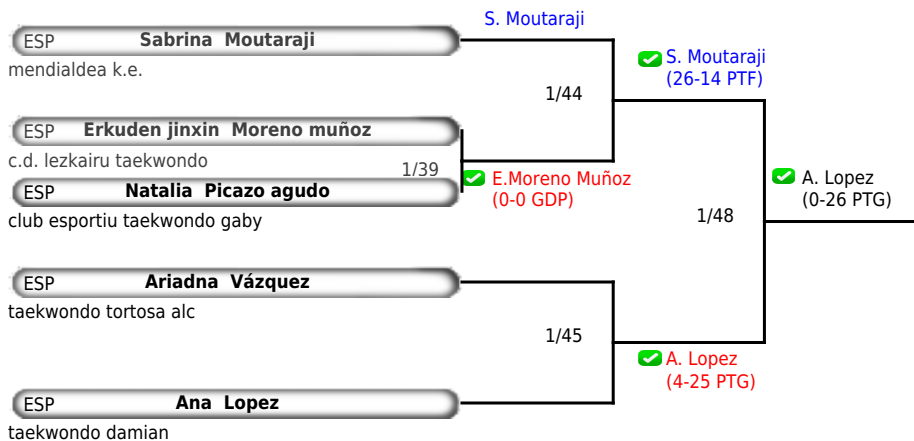 S. Moutaraji
ESP Sabrina Moutaraji
mendialdea k.e.
S. Moutaraji
(26-14 PTF)
1/44
ESP Erkuden jinxin Moreno muñoz
c.d. lezkairu taekwondo
1/39
E.Moreno Muñoz
(0-0 GDP)
ESP Natalia Picazo agudo
club esportiu taekwondo gaby
A. Lopez
(0-26 PTG)
1/48
ESP Ariadna Vázquez
taekwondo tortosa alc
1/45
A. Lopez
(4-25 PTG)
ESP Ana Lopez
taekwondo damian